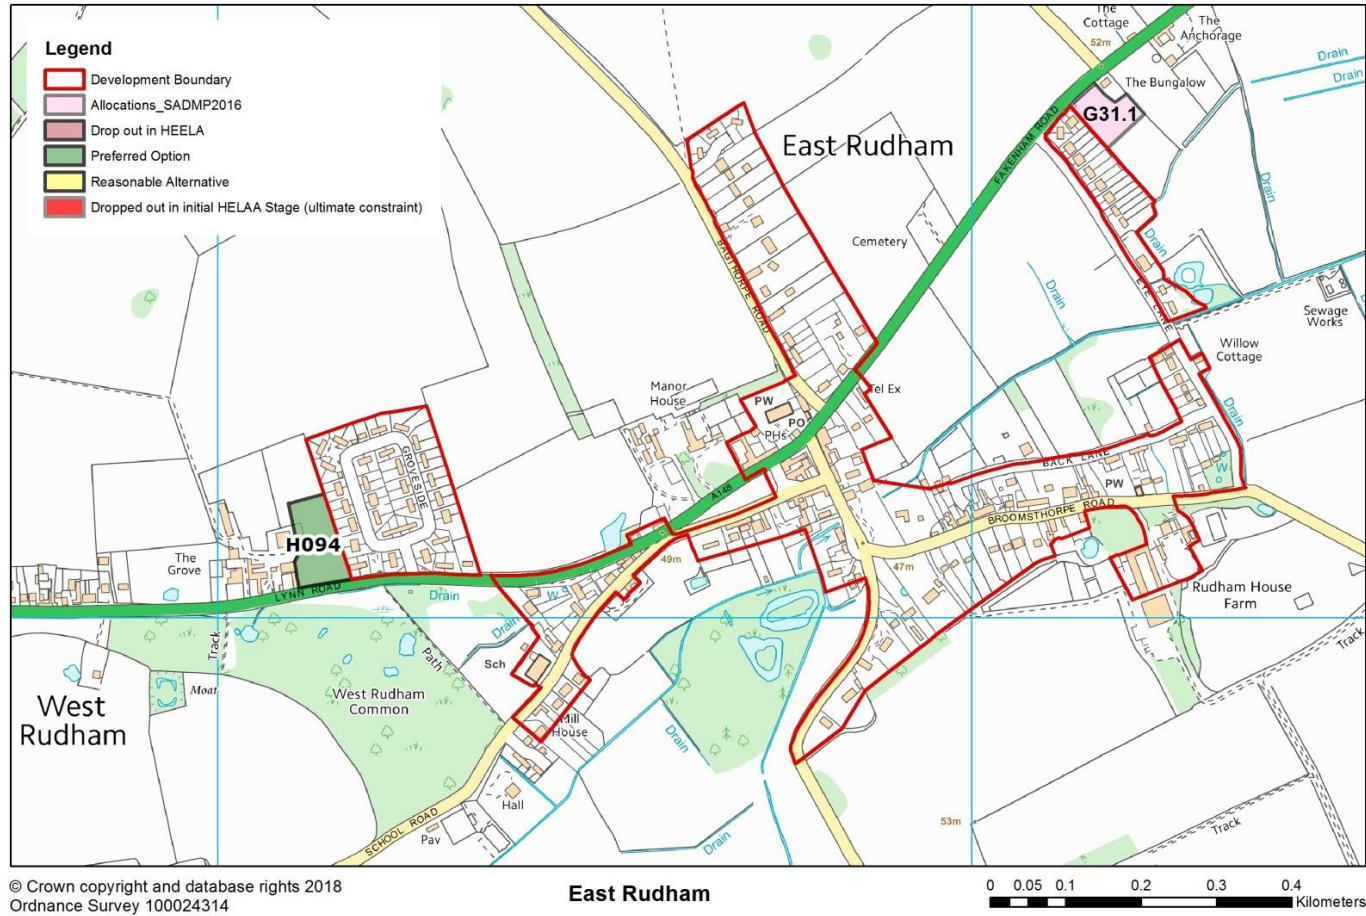 Legend
Development Boundary
Allocations_SADMP2016
Drop out in HEELA
Preferred Option
Reasonable Alternative
Dropped out in initial HELAA Stage (ultimate constraint)
The
Cottage
52m
The
Anchorage
The Bungalow
Drain
Drain
G31.1
East Rudham
FAKENHAM ROAD
Drain
Cemetery
BAGTHORPE ROAD
Drain
Drain
EYE LANE
Sewage
Works
Willow
Cottage
Manor
House
PW
PO
PHs
Tel Ex
Drain
GROVESIDE
A148
BACK LANE
PW
W
BROOMSTHORPE ROAD
H094
The
Grove
LYNN ROAD
49m
47m
Drain
W
Rudham House
Farm
Drain
Track
Path
Sch
Track
Moat
West Rudham
Common
West
Rudham
Mill
House
Drain
Hall
SCHOOL ROAD
Pav
Drain
53m
Track
© Crown copyright and database rights 2018
Ordnance Survey 100024314
East Rudham
0 0.05 0.1 0.2 0.3 0.4
Kilometers